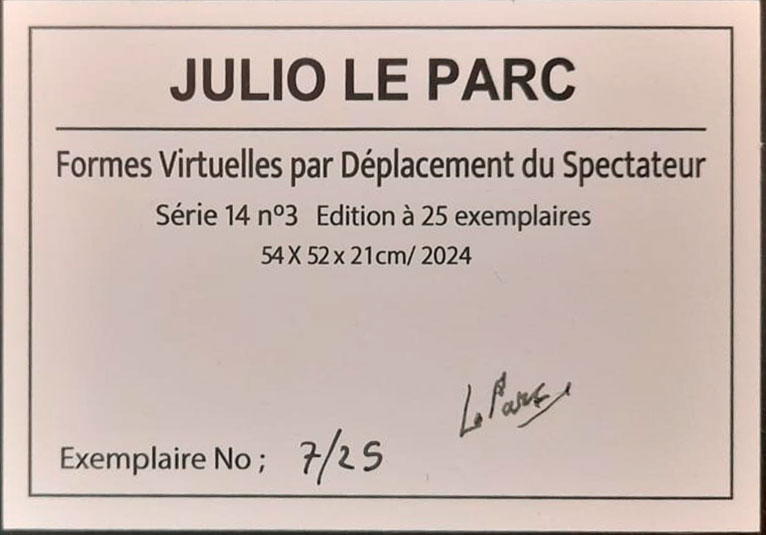 JULIO LE PARC
Formes Virtuelles par Déplacement du Spectateur
Série 14 nº3 Edition à 25 exemplaires
54 X 52 x 21cm/ 2024
Le Parc
Exemplaire No ; 7/25